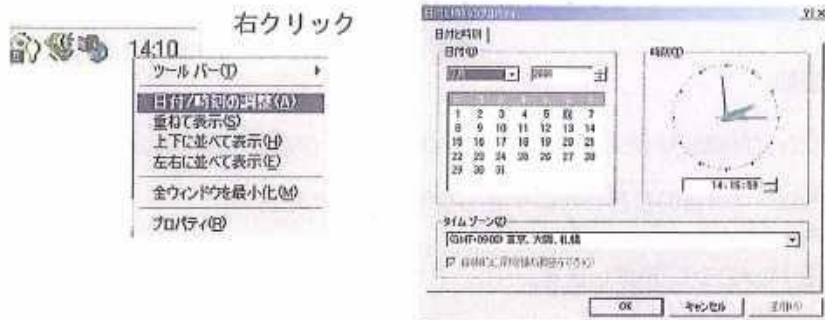 右クリック
14:10
ツール バー(T)
日付/時刻の調整(A)
重ねて表示(S)
上下に並べて表示(H)
左右に並べて表示(E)
全ウィンドウを最小化(M)
プロパティ(R)
日付と時刻
日付(D)
1 2 3 4 5 6 7
8 9 10 11 12 13 14
15 16 17 18 19 20 21
22 23 24 25 26 27 28
29 30 31
時刻(T)
14:15:59
タイム ゾーン(Z)
(GMT+09:00) 東京、大阪、札幌
OK
キャンセル